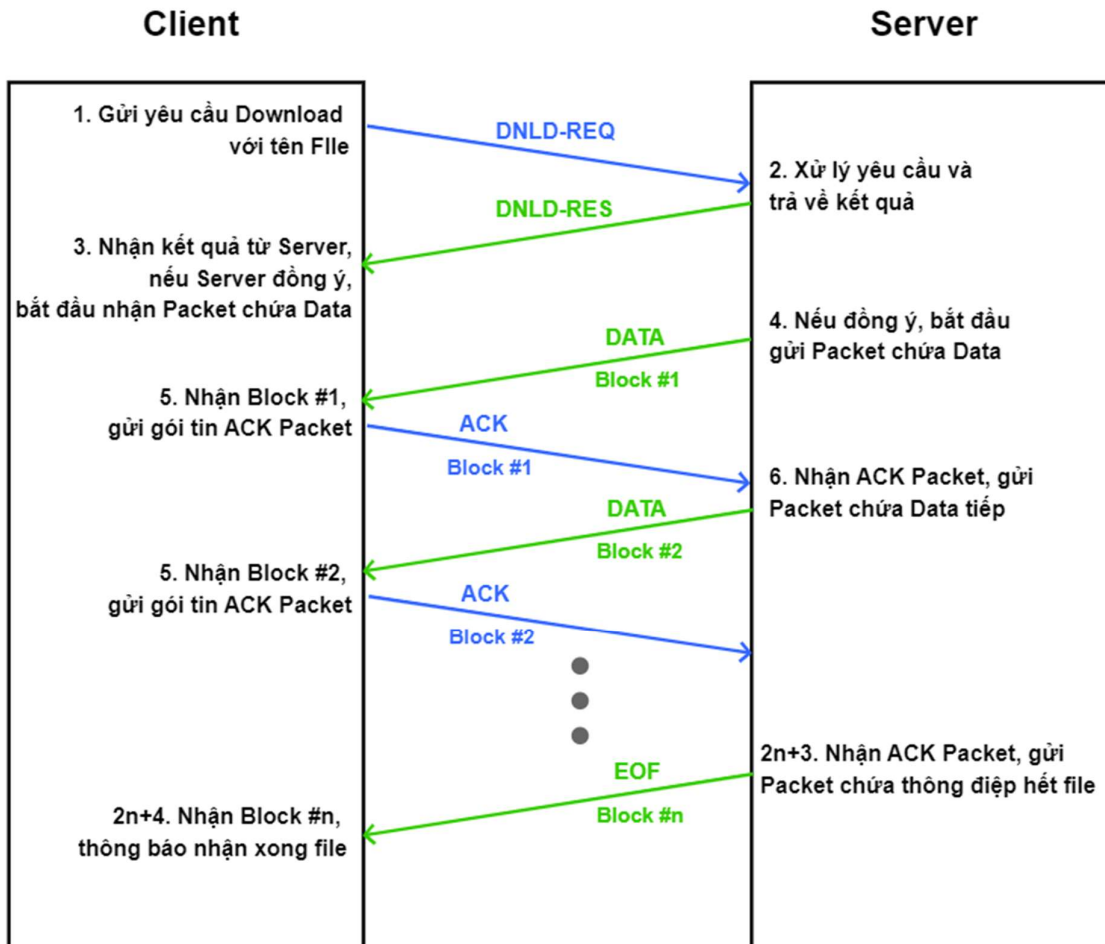 Client
Server
1. Gửi yêu cầu Download
với tên FIle
DNLD-REQ
2. Xử lý yêu cầu và
trả về kết quả
DNLD-RES
3. Nhận kết quả từ Server,
nếu Server đồng ý,
bắt đầu nhận Packet chứa Data
4. Nếu đồng ý, bắt đầu
gửi Packet chứa Data
DATA
Block #1
5. Nhận Block #1,
gửi gói tin ACK Packet
ACK
Block #1
6. Nhận ACK Packet, gửi
Packet chứa Data tiếp
DATA
Block #2
5. Nhận Block #2,
gửi gói tin ACK Packet
ACK
Block #2
2n+3. Nhận ACK Packet, gửi
Packet chứa thông điệp hết file
EOF
Block #n
2n+4. Nhận Block #n,
thông báo nhận xong file